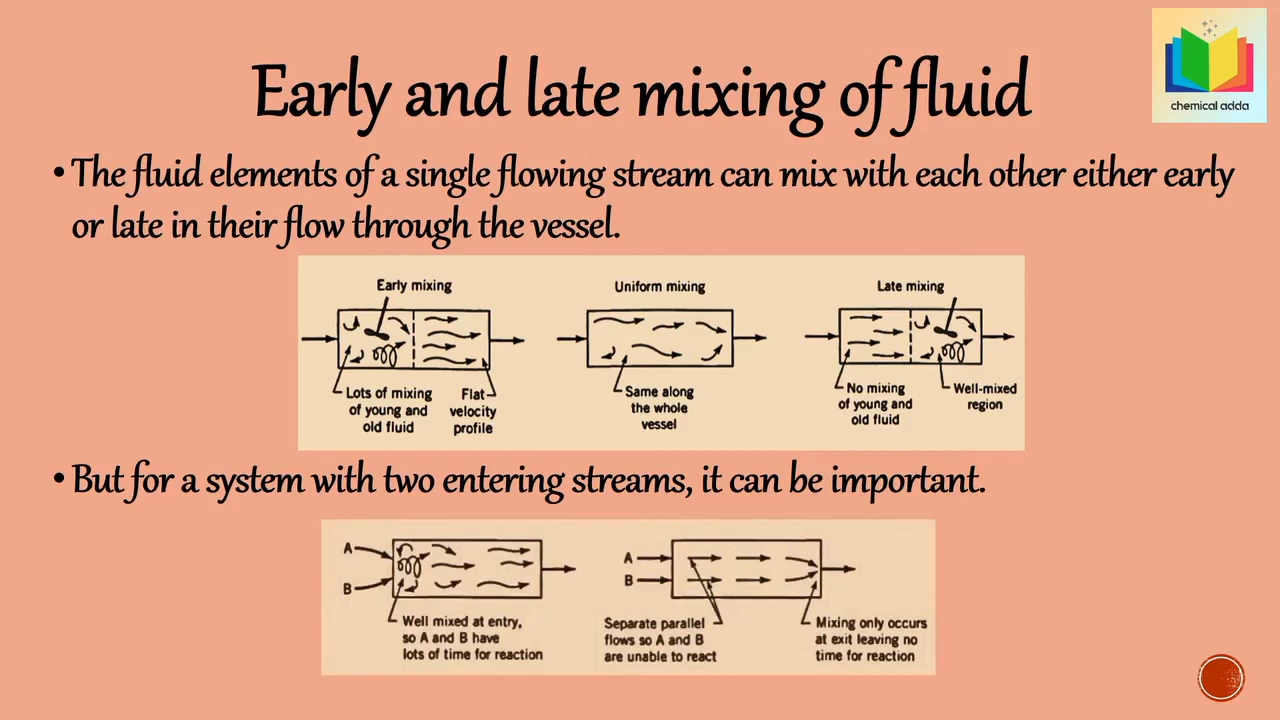 Early and late mixing of fluid
chemical adda
• The fluid elements of a single flowing stream can mix with each other either early
or late in their flow through the vessel.
Early mixing
Lots of mixing
of young and
old fluid
Flat
velocity
profile
Uniform mixing
Same along
the whole
vessel
Late mixing
No mixing
of young and
old fluid
Well-mixed
region
• But for a system with two entering streams, it can be important.
A
B
Well mixed at entry,
so A and B have
lots of time for reaction
A
B
Separate parallel
flows so A and B
are unable to react
Mixing only occurs
at exit leaving no
time for reaction